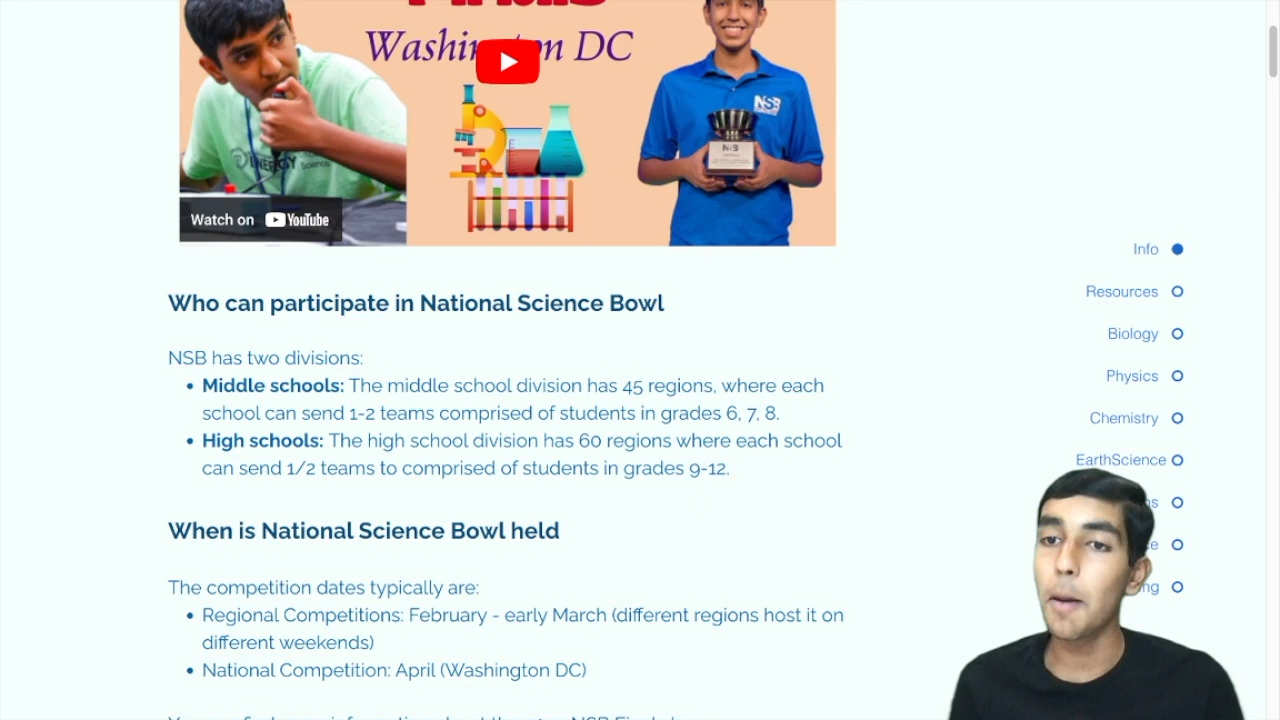 Washington DC
NSB
NSB
ENERGY Science
Watch on YouTube
Info
Resources
Biology
Physics
Chemistry
EarthScience
Who can participate in National Science Bowl
NSB has two divisions:
• Middle schools: The middle school division has 45 regions, where each
school can send 1-2 teams comprised of students in grades 6, 7, 8.
• High schools: The high school division has 60 regions where each school
can send 1/2 teams to comprised of students in grades 9-12.
When is National Science Bowl held
The competition dates typically are:
• Regional Competitions: February - early March (different regions host it on
different weekends)
• National Competition: April (Washington DC)